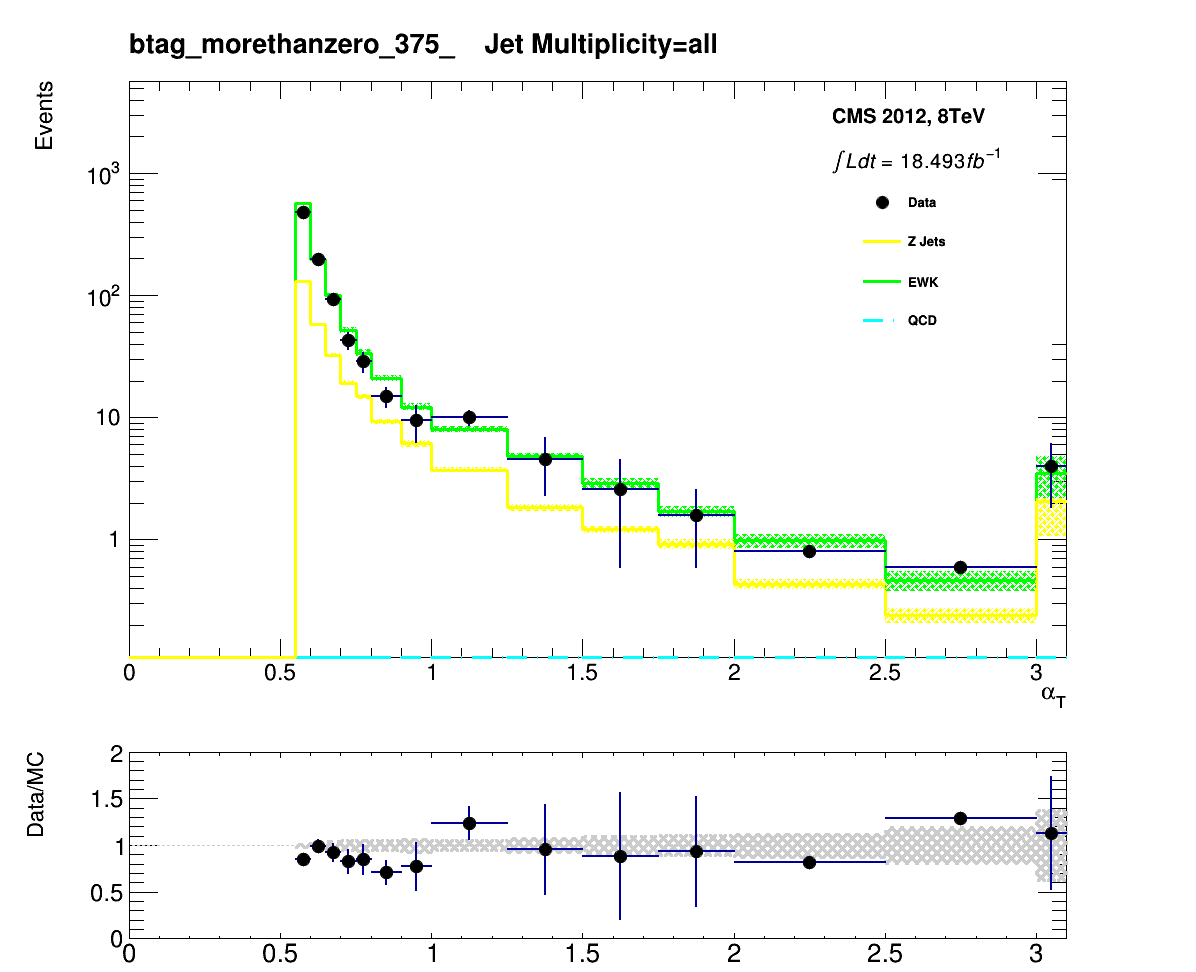 btag_morethanzero_375_ Jet Multiplicity=all
Events
CMS 2012, 8TeV
∫Ldt = 18.493fb⁻¹
Data
Z Jets
EWK
QCD
10³
10²
10
1
0 0.5 1 1.5 2 2.5 3
α_T
Data/MC
2
1.5
1
0.5
0
0 0.5 1 1.5 2 2.5 3